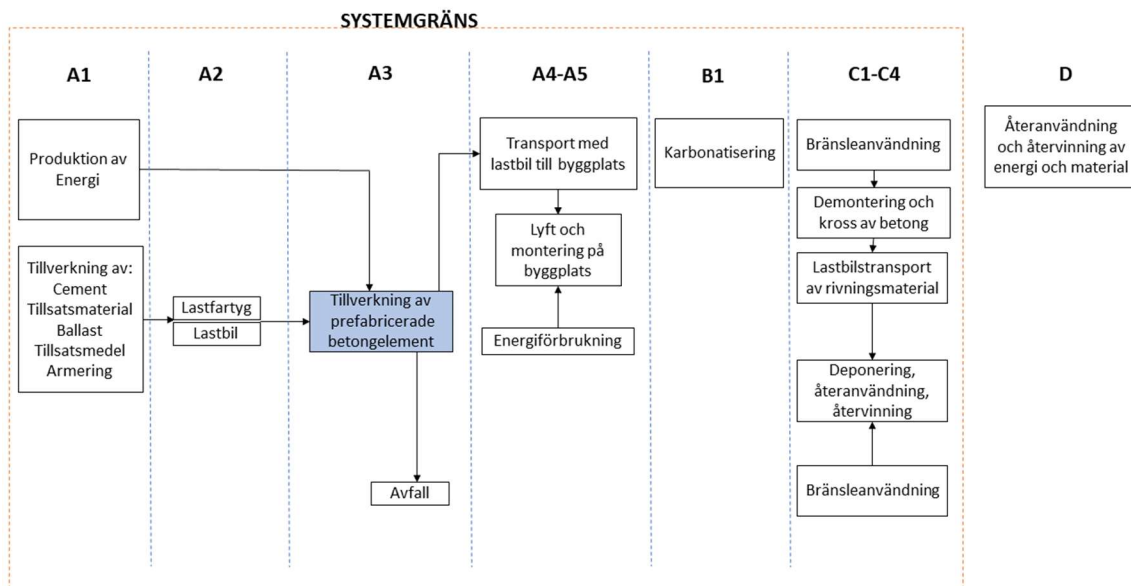 SYSTEMGRÄNS
A1
A2
A3
A4-A5
B1
C1-C4
D
Produktion av
Energi
Tillverkning av:
Cement
Tillsatsmaterial
Ballast
Tillsatsmedel
Armering
Lastfartyg
Lastbil
Tillverkning av
prefabricerade
betongelement
Avfall
Transport med
lastbil till byggplats
Lyft och
montering på
byggplats
Energiförbrukning
Karbonatisering
Bränsleanvändning
Demontering och
kross av betong
Lastbilstransport
av rivningsmaterial
Deponering,
återanvändning,
återvinning
Bränsleanvändning
Återanvändning
och återvinning av
energi och material